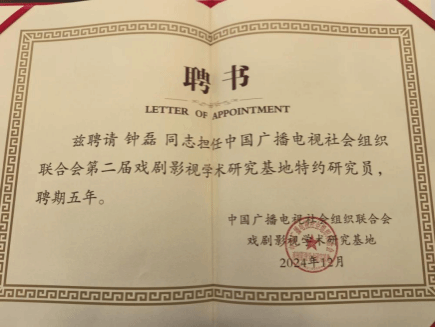 聘书
LETTER OF APPOINTMENT
兹聘请 钟磊 同志担任中国广播电视社会组织
联合会第二届戏剧影视学术研究基地特约研究员，
聘期五年。
中国广播电视社会组织联合会
戏剧影视学术研究基地
2024年12月